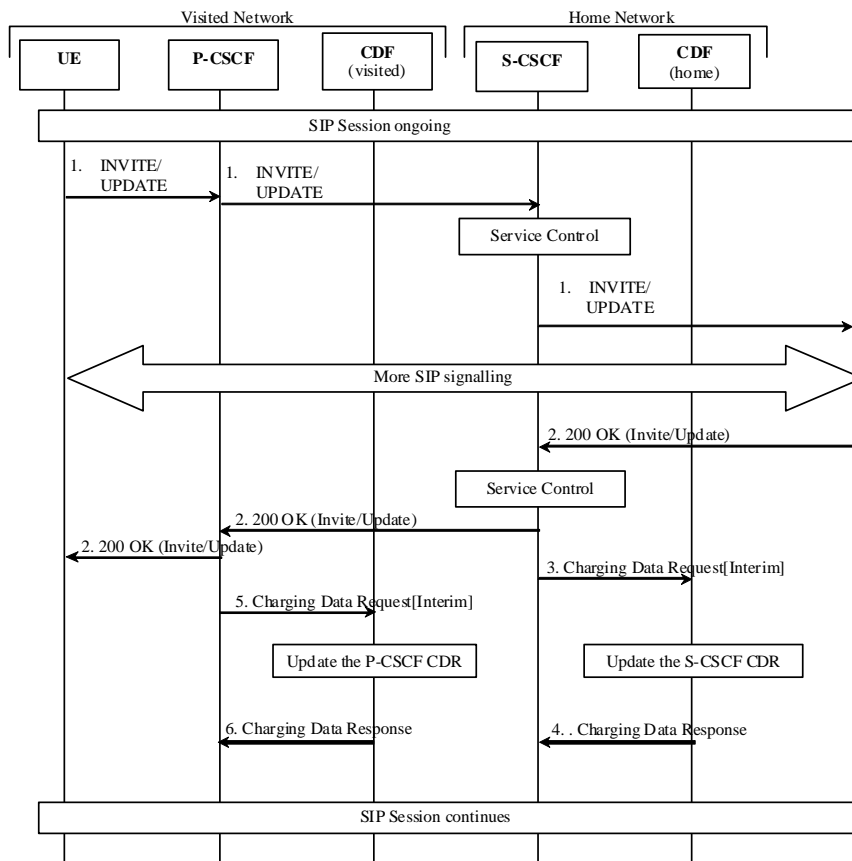 Visited Network
Home Network
UE
P-CSCF
CDF
(visited)
S-CSCF
CDF
(home)
SIP Session ongoing
1. INVITE/
UPDATE
1. INVITE/
UPDATE
Service Control
1. INVITE/
UPDATE
More SIP signalling
2. 200 OK (Invite/Update)
Service Control
2. 200 OK (Invite/Update)
2. 200 OK (Invite/Update)
3. Charging Data Request[Interim]
5. Charging Data Request[Interim]
Update the P-CSCF CDR
Update the S-CSCF CDR
6. Charging Data Response
4. . Charging Data Response
SIP Session continues